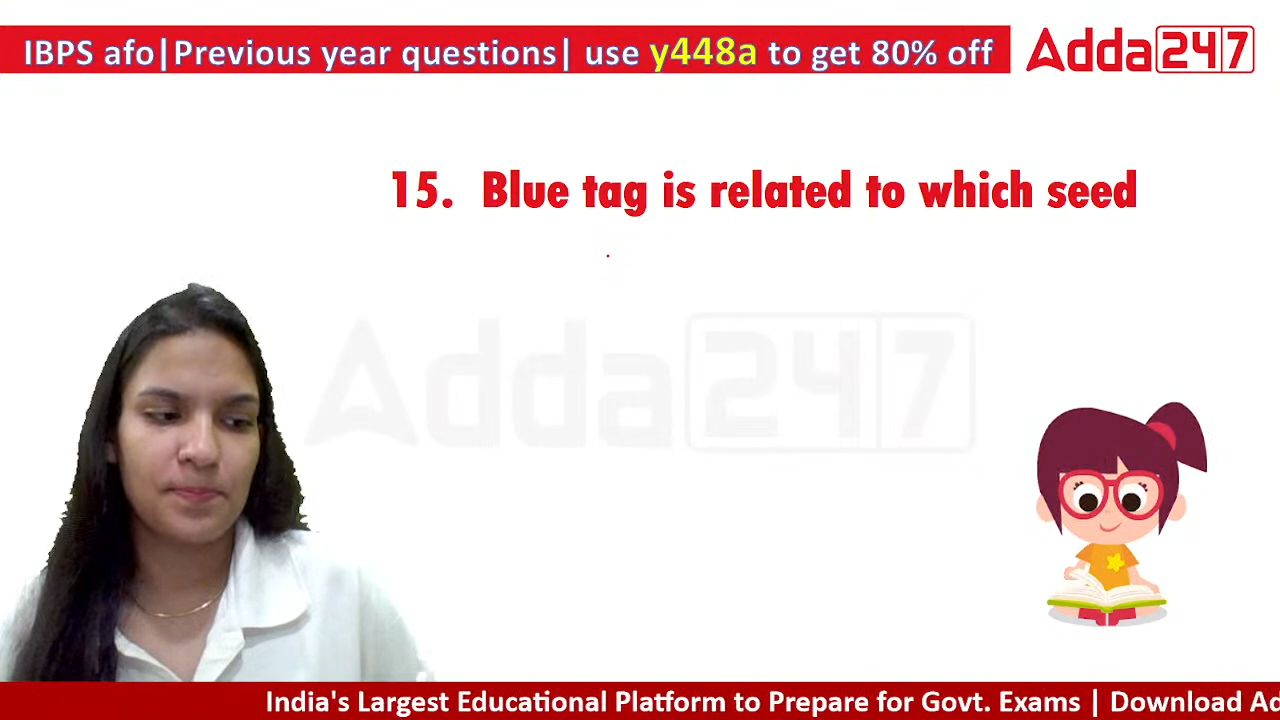 IBPS afo|Previous year questions| use y448a to get 80% off
Adda247
15. Blue tag is related to which seed
Adda247
India's Largest Educational Platform to Prepare for Govt. Exams | Download Ad